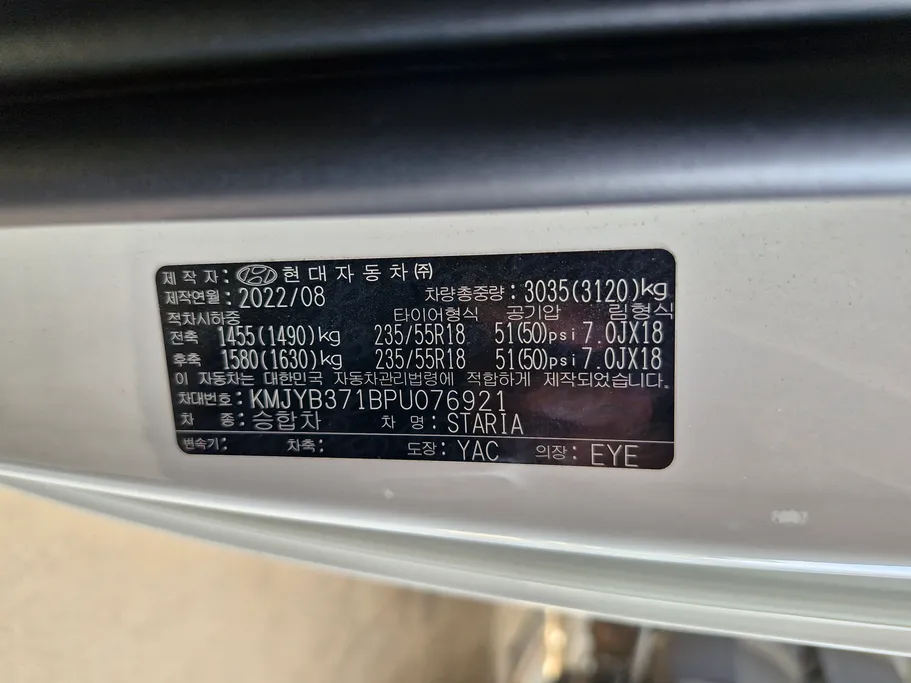 제 작 자 : 현 대 자 동 차 ㈜
제작연월 : 2022/08 차량총중량 : 3035(3120)kg
적차시하중 타이어형식 공기압 림형식
전축 1455(1490)kg 235/55R18 51(50)psi 7.0JX18
후축 1580(1630)kg 235/55R18 51(50)psi 7.0JX18
이 자동차는 대한민국 자동차관리법령에 적합하게 제작되었습니다.
차대번호 : KMJYB371BPU076921
차 종 : 승합차 차 명 : STARIA
변속기 : 차축 : 도장 : YAC 의장 : EYE